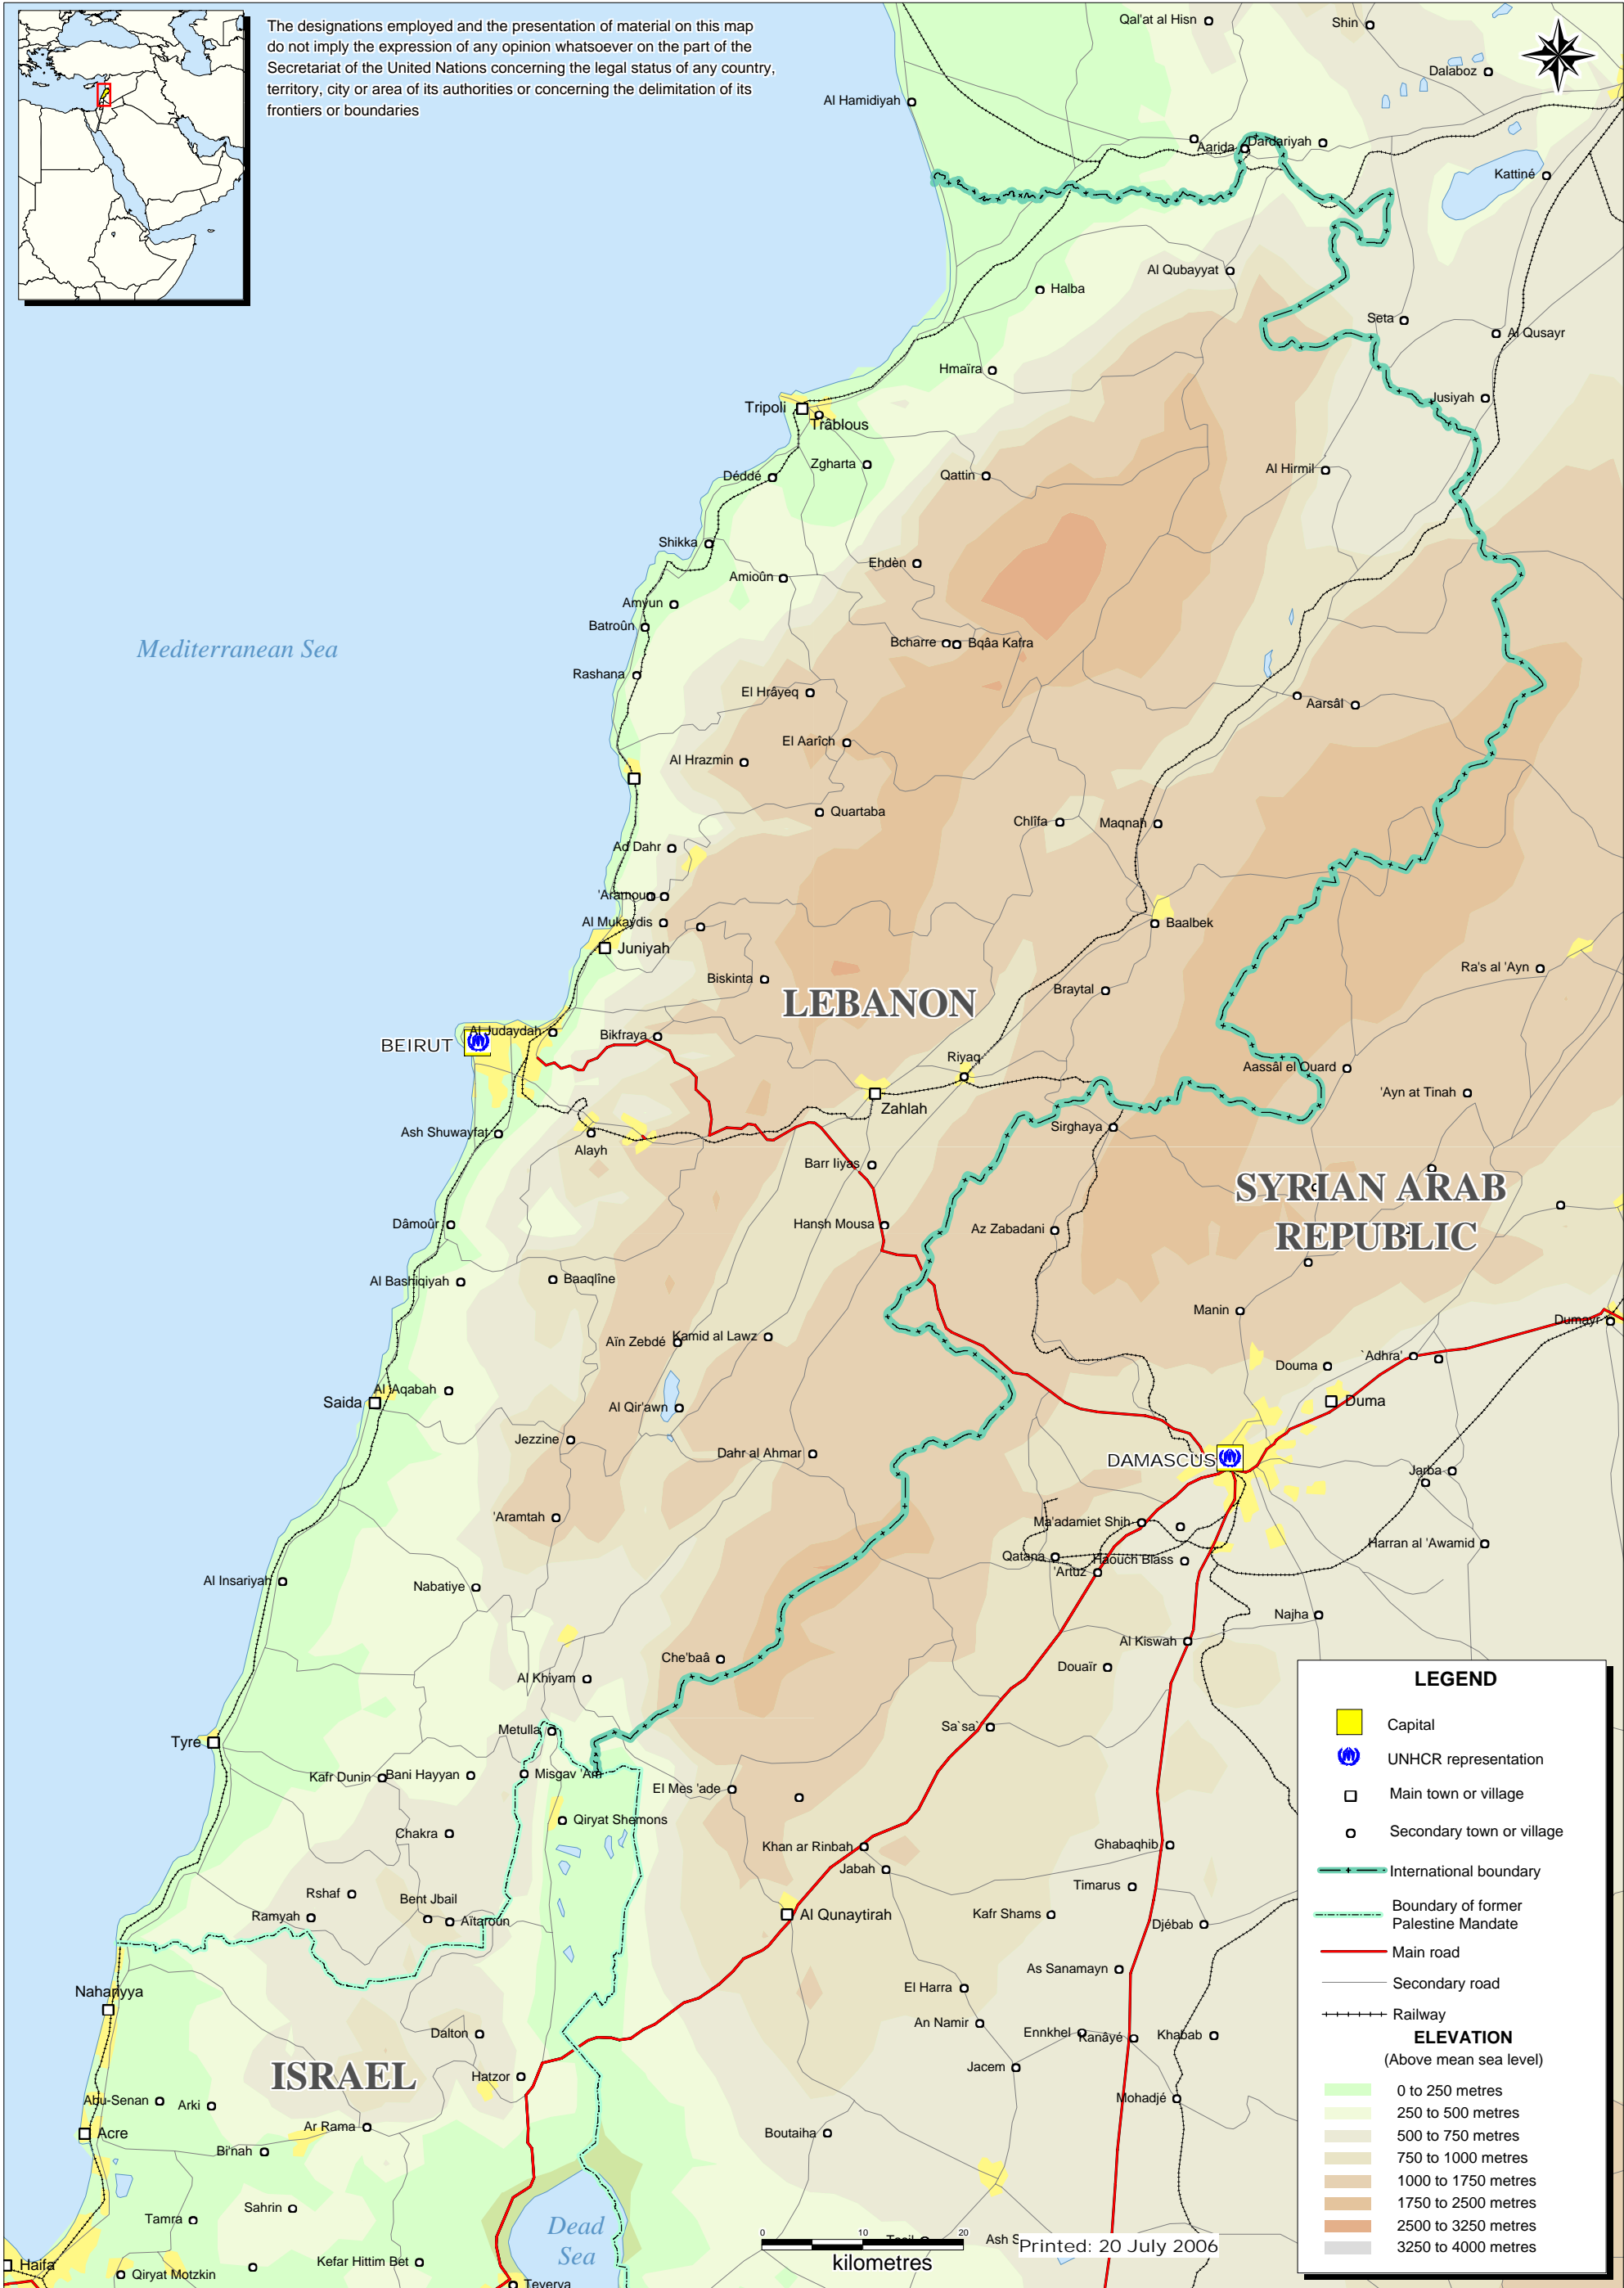 The designations employed and the presentation of material on this map
do not imply the expression of any opinion whatsoever on the part of the
Secretariat of the United Nations concerning the legal status of any country,
territory, city or area of its authorities or concerning the delimitation of its
frontiers or boundaries
Qal'at al Hisn
Shin
Dalaboz
Al Hamidiyah
Aarida
Dardariyah
Kattiné
Al Qubayyat
Halba
Seta
Al Qusayr
Hmaïra
Jusiyah
Tripoli
Trâblous
Zgharta
Déddé
Qattin
Al Hirmil
Shikka
Ehdèn
Amioûn
Amyun
Batroûn
Mediterranean Sea
Bcharre
Bqâa Kafra
Rashana
El Hrâyeq
Aarsâl
El Aarîch
Al Hrazmin
Quartaba
Chlîfa
Maqnah
Ad Dahr
'Aramoun
Al Mukaydis
Baalbek
Juniyah
Biskinta
Ra's al 'Ayn
Braytal
LEBANON
Al Judaydah
Bikfraya
BEIRUT
Riyaq
Aassâl el Ouard
'Ayn at Tinah
Zahlah
Sirghaya
Ash Shuwayfat
Alayh
Barr Iiyas
SYRIAN ARAB
REPUBLIC
Dâmoûr
Hansh Mousa
Az Zabadani
Al Bashiqiyah
Baaqlîne
Manin
Dumayr
Aïn Zebdé
Kamid al Lawz
Douma
`Adhra'
Al 'Aqabah
Saida
Al Qir'awn
Duma
Jezzine
Dahr al Ahmar
DAMASCUS
Jarba
'Aramtah
Ma'adamiet Shih
Harran al 'Awamid
Qatana
Haouch Blass
'Artuz
Al Insariyah
Nabatiye
Najha
Al Kiswah
Che'baâ
Douaïr
Al Khiyam
Metulla
Sa`sa`
Tyre
Kafr Dunin
Bani Hayyan
Misgav 'Am
El Mes 'ade
Qiryat Shemons
Chakra
Khan ar Rinbah
Ghabaqhib
Jabah
Rshaf
Bent Jbail
Timarus
Ramyah
Aïtaroun
Al Qunaytirah
Kafr Shams
Djébab
As Sanamayn
Nahariyya
El Harra
An Namir
Ennkhel
Kanâyé
Khabab
Dalton
ISRAEL
Hatzor
Jacem
Mohadjé
Abu-Senan
Arki
Acre
Ar Rama
Boutaiha
Bi'nah
Sahrin
Tamra
Dead
Sea
Haifa
Kefar Hittim Bet
Qiryat Motzkin
Teverya
Tasil
Ash S
0 10 20
kilometres
Printed: 20 July 2006
LEGEND
Capital
UNHCR representation
Main town or village
Secondary town or village
International boundary
Boundary of former
Palestine Mandate
Main road
Secondary road
Railway
ELEVATION
(Above mean sea level)
0 to 250 metres
250 to 500 metres
500 to 750 metres
750 to 1000 metres
1000 to 1750 metres
1750 to 2500 metres
2500 to 3250 metres
3250 to 4000 metres